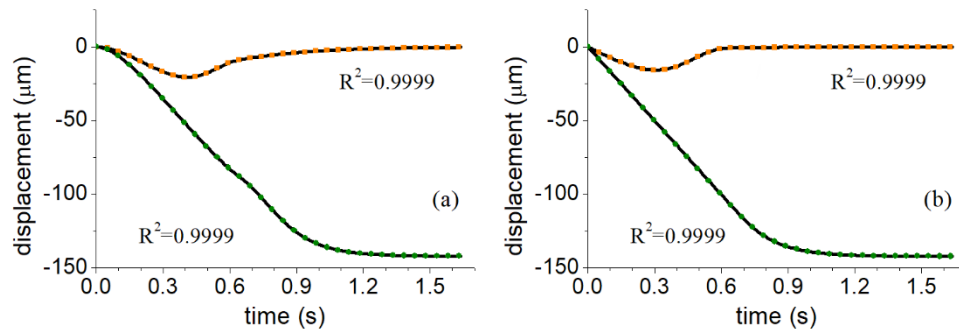 0
-50
-100
-150
displacement (μm)
R²=0.9999
R²=0.9999
(a)
0.0 0.3 0.6 0.9 1.2 1.5
time (s)
0
-50
-100
-150
displacement (μm)
R²=0.9999
R²=0.9999
(b)
0.0 0.3 0.6 0.9 1.2 1.5
time (s)